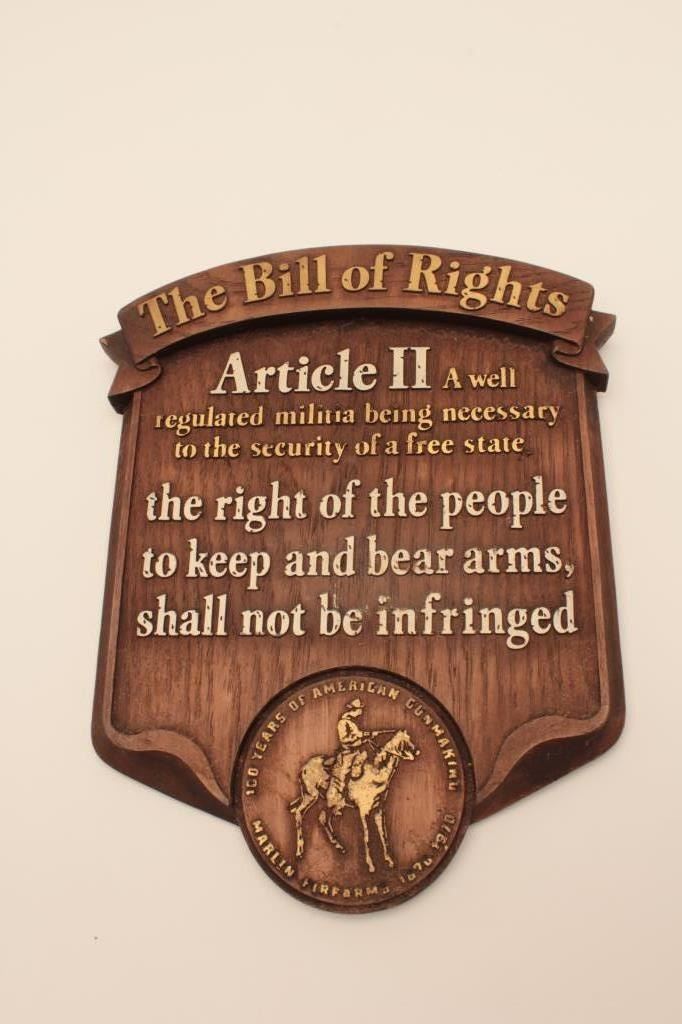 The Bill of Rights
Article II A well
regulated militia being necessary
to the security of a free state
the right of the people
to keep and bear arms,
shall not be infringed
100 YEARS OF AMERICAN GUNMAKING
MARLIN FIREARMS 1870 1970